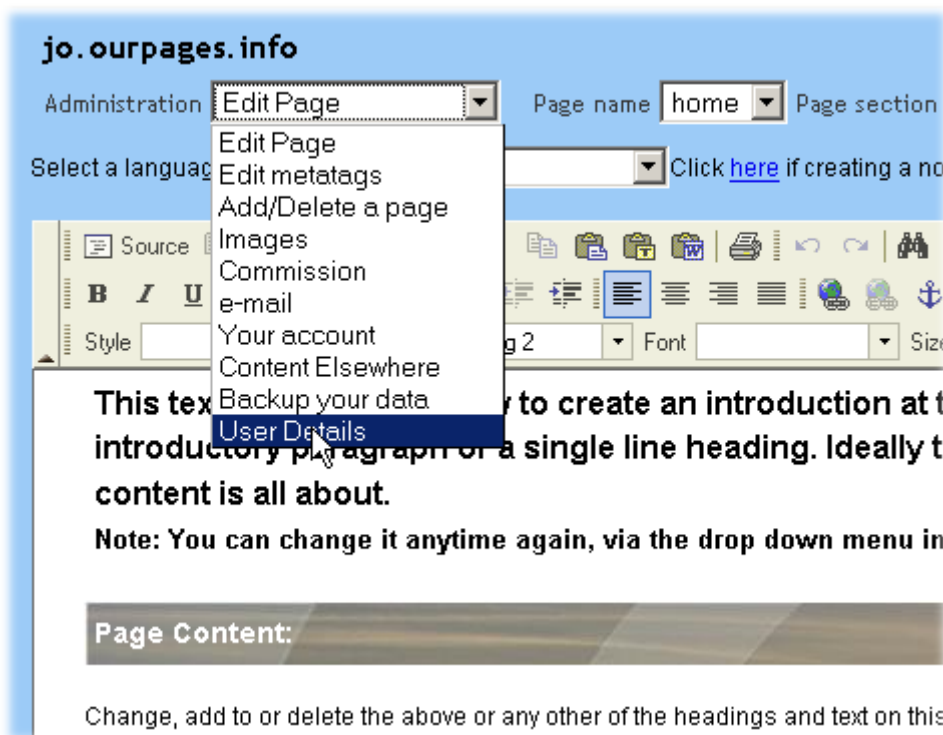 jo.ourpages.info
Administration Edit Page Page name home Page section
Select a languag Click here if creating a no
Edit Page
Edit metatags
Add/Delete a page
Images
Commission
e-mail
Your account
Content Elsewhere
Backup your data
User Details
Source
B I U
Style g 2 Font Size
This tex to create an introduction at t
introductory paragraph or a single line heading. Ideally t
content is all about.
Note: You can change it anytime again, via the drop down menu in
Page Content:
Change, add to or delete the above or any other of the headings and text on this